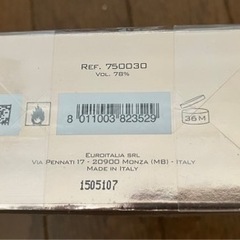 REF. 750030
VOL. 78%
8 011003 823529
36M
EUROITALIA SRL
VIA PENNATI 17 - 20900 MONZA (MB) - ITALY
MADE IN ITALY
1505107